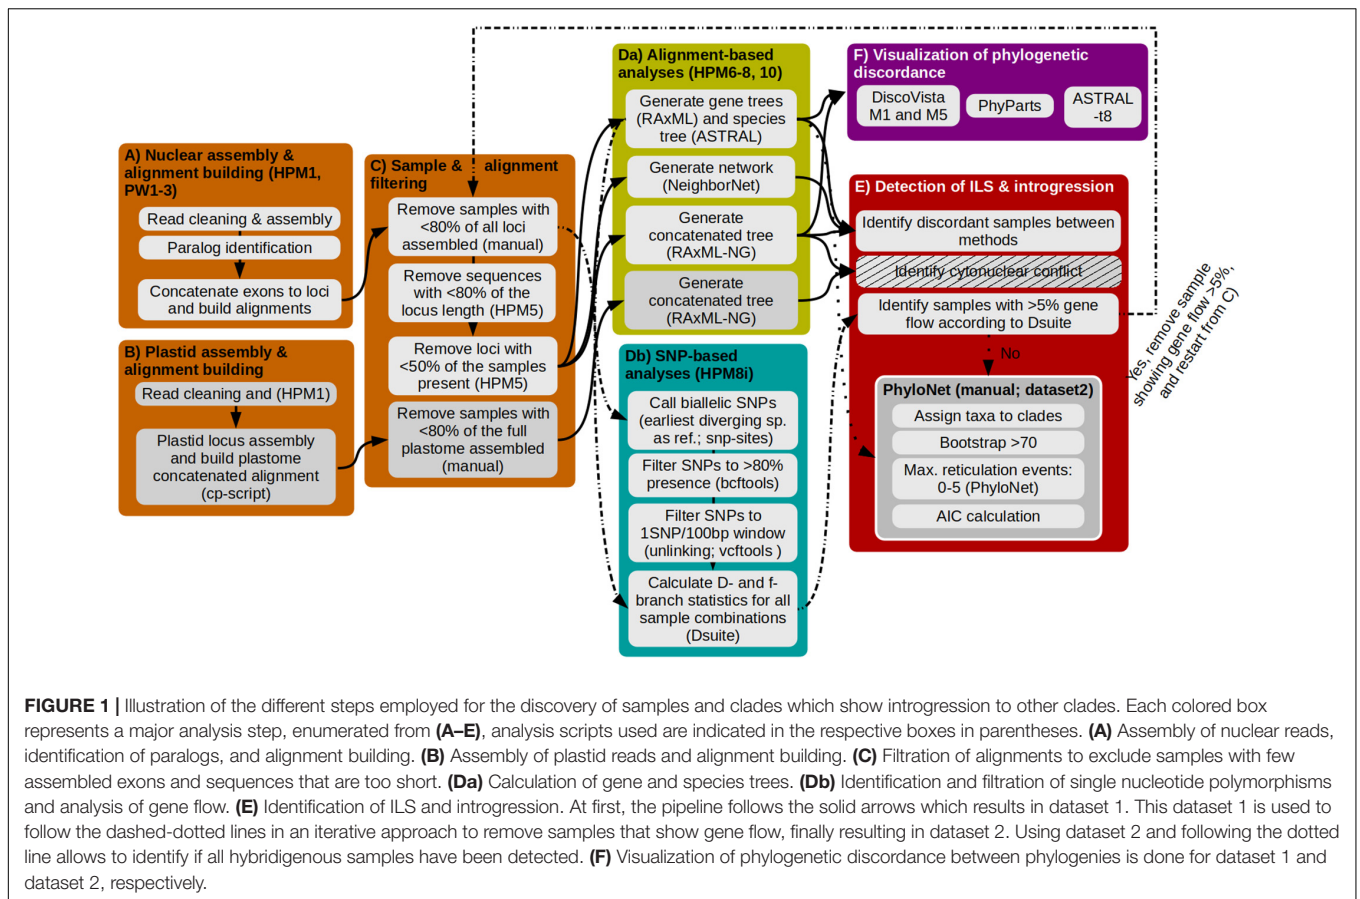 A) Nuclear assembly &
alignment building (HPM1,
PW1-3)
Read cleaning & assembly
Paralog identification
Concatenate exons to loci
and build alignments
B) Plastid assembly &
alignment building
Read cleaning and (HPM1)
Plastid locus assembly
and build plastome
concatenated alignment
(cp-script)
C) Sample & alignment
filtering
Remove samples with
<80% of all loci
assembled (manual)
Remove sequences
with <80% of the
locus length (HPM5)
Remove loci with
<50% of the samples
present (HPM5)
Remove samples with
<80% of the full
plastome assembled
(manual)
Da) Alignment-based
analyses (HPM6-8, 10)
Generate gene trees
(RAxML) and species
tree (ASTRAL)
Generate network
(NeighborNet)
Generate
concatenated tree
(RAxML-NG)
Generate
concatenated tree
(RAxML-NG)
Db) SNP-based
analyses (HPM8i)
Call biallelic SNPs
(earliest diverging sp.
as ref.; snp-sites)
Filter SNPs to >80%
presence (bcftools)
Filter SNPs to
1SNP/100bp window
(unlinking; vcftools )
Calculate D- and f-
branch statistics for all
sample combinations
(Dsuite)
F) Visualization of phylogenetic
discordance
DiscoVista
M1 and M5
PhyParts
ASTRAL
-t8
E) Detection of ILS & introgression
Identify discordant samples between
methods
Identify cytonuclear conflict
Identify samples with >5% gene
flow according to Dsuite
No
Yes, remove sample
showing gene flow >5%,
and restart from C)
PhyloNet (manual; dataset2)
Assign taxa to clades
Bootstrap >70
Max. reticulation events:
0-5 (PhyloNet)
AIC calculation
FIGURE 1 | Illustration of the different steps employed for the discovery of samples and clades which show introgression to other clades. Each colored box
represents a major analysis step, enumerated from (A–E), analysis scripts used are indicated in the respective boxes in parentheses. (A) Assembly of nuclear reads,
identification of paralogs, and alignment building. (B) Assembly of plastid reads and alignment building. (C) Filtration of alignments to exclude samples with few
assembled exons and sequences that are too short. (Da) Calculation of gene and species trees. (Db) Identification and filtration of single nucleotide polymorphisms
and analysis of gene flow. (E) Identification of ILS and introgression. At first, the pipeline follows the solid arrows which results in dataset 1. This dataset 1 is used to
follow the dashed-dotted lines in an iterative approach to remove samples that show gene flow, finally resulting in dataset 2. Using dataset 2 and following the dotted
line allows to identify if all hybridigenous samples have been detected. (F) Visualization of phylogenetic discordance between phylogenies is done for dataset 1 and
dataset 2, respectively.